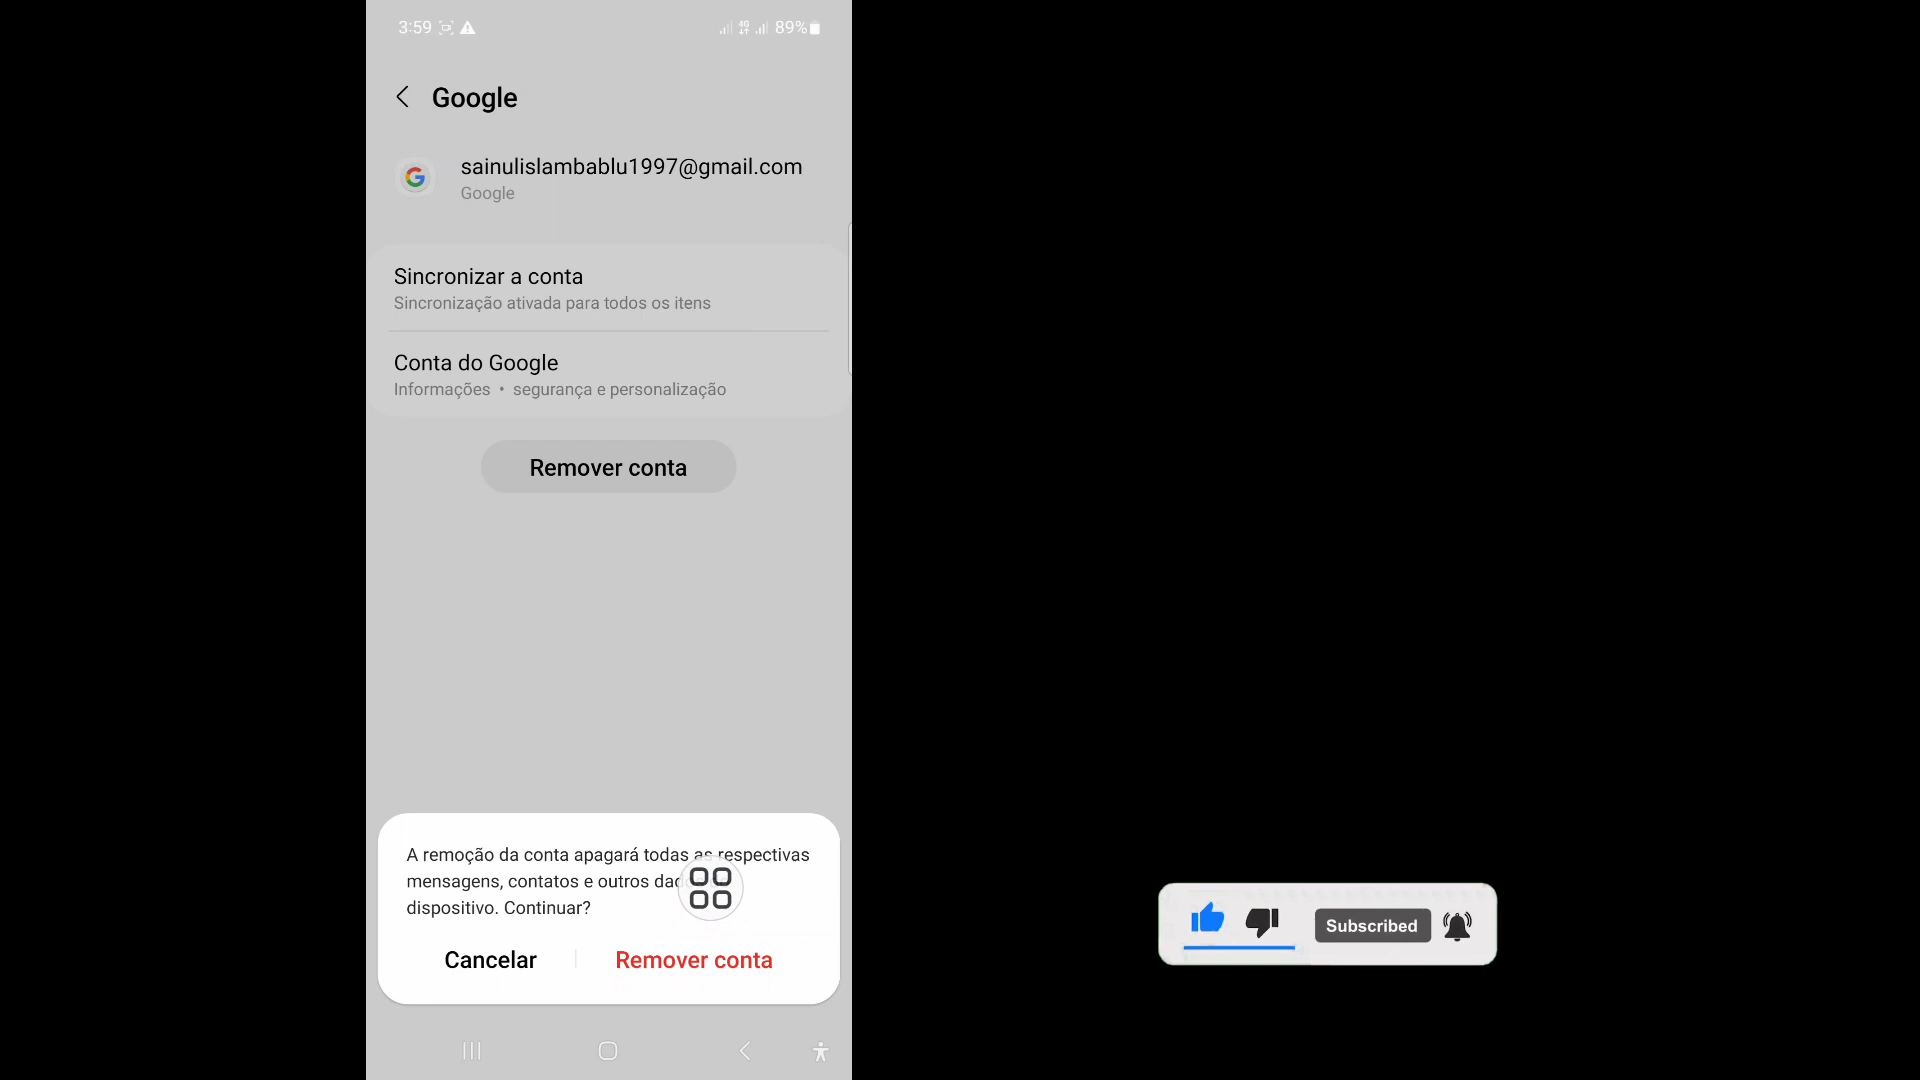 3:59
4G
89%
Google
sainulislambablu1997@gmail.com
Google
Sincronizar a conta
Sincronização ativada para todos os itens
Conta do Google
Informações • segurança e personalização
Remover conta
A remoção da conta apagará todas as respectivas
mensagens, contatos e outros
dispositivo. Continuar?
Cancelar
Remover conta
Subscribed